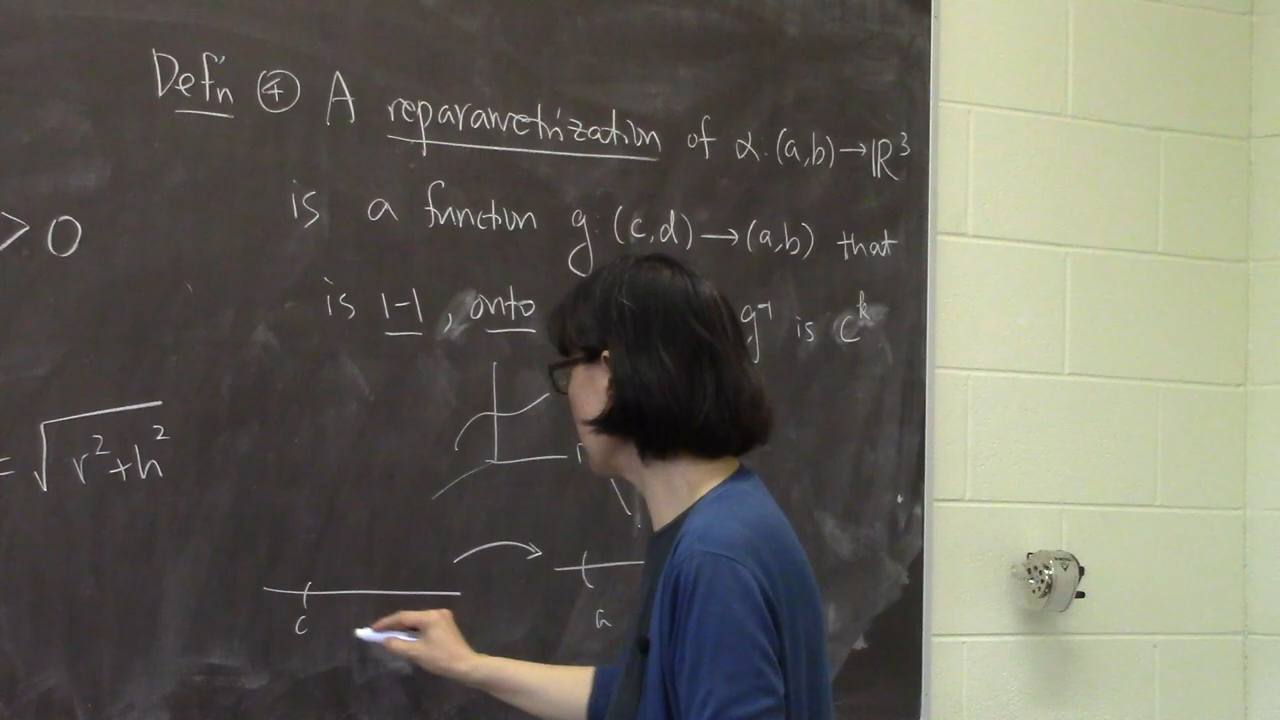 Def'n ④ A reparametrization of α: (a,b) → ℝ³
is a function g: (c,d) → (a,b) that
> 0
is 1-1, onto g⁻¹ is Cᵏ
= √(r²+h²)
c a